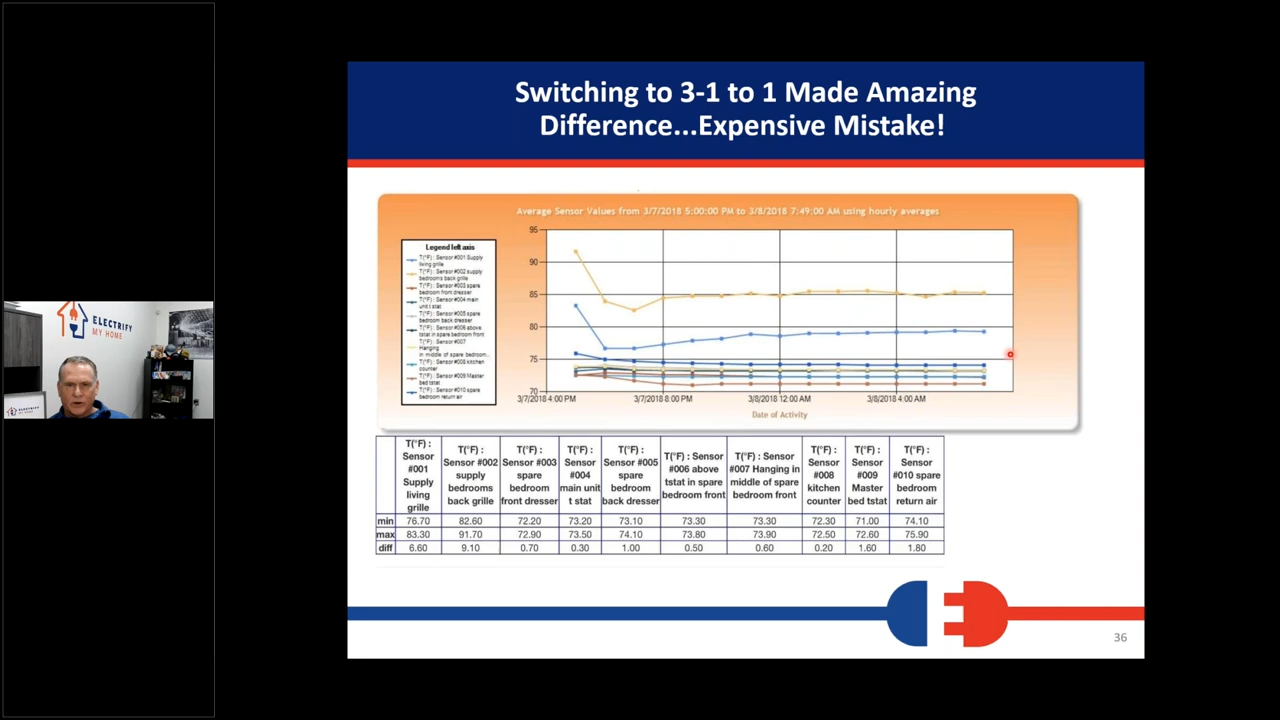 Switching to 3-1 to 1 Made Amazing
Difference...Expensive Mistake!
Average Sensor Values from 3/7/2018 5:00:00 PM to 3/8/2018 7:49:00 AM using hourly averages
Legend left axis
T(°F) : Sensor #001 Supply
living grille
T(°F) : Sensor #002 supply
bedrooms back grille
T(°F) : Sensor #003 spare
bedroom front dresser
T(°F) : Sensor #004 main
unit t stat
T(°F) : Sensor #005 spare
bedroom back dresser
T(°F) : Sensor #006 above
tstat in spare bedroom front
T(°F) : Sensor #007
Hanging
in middle of spare bedroom...
T(°F) : Sensor #008 kitchen
counter
T(°F) : Sensor #009 Master
bed tstat
T(°F) : Sensor #010 spare
bedroom return air
95
90
85
80
75
70
3/7/2018 4:00 PM 3/7/2018 8:00 PM 3/8/2018 12:00 AM 3/8/2018 4:00 AM
Date of Activity
T(°F) : Sensor #001 Supply living grille
T(°F) : Sensor #002 supply bedrooms back grille
T(°F) : Sensor #003 spare bedroom front dresser
T(°F) : Sensor #004 main unit t stat
T(°F) : Sensor #005 spare bedroom back dresser
T(°F) : Sensor #006 above tstat in spare bedroom front
T(°F) : Sensor #007 Hanging in middle of spare bedroom front
T(°F) : Sensor #008 kitchen counter
T(°F) : Sensor #009 Master bed tstat
T(°F) : Sensor #010 spare bedroom return air
min 76.70 82.60 72.20 73.20 73.10 73.30 73.30 72.30 71.00 74.10
max 83.30 91.70 72.90 73.50 74.10 73.80 73.90 72.50 72.60 75.90
diff 6.60 9.10 0.70 0.30 1.00 0.50 0.60 0.20 1.60 1.80
36
ELECTRIFY
MY HOME
ELECTRIFY